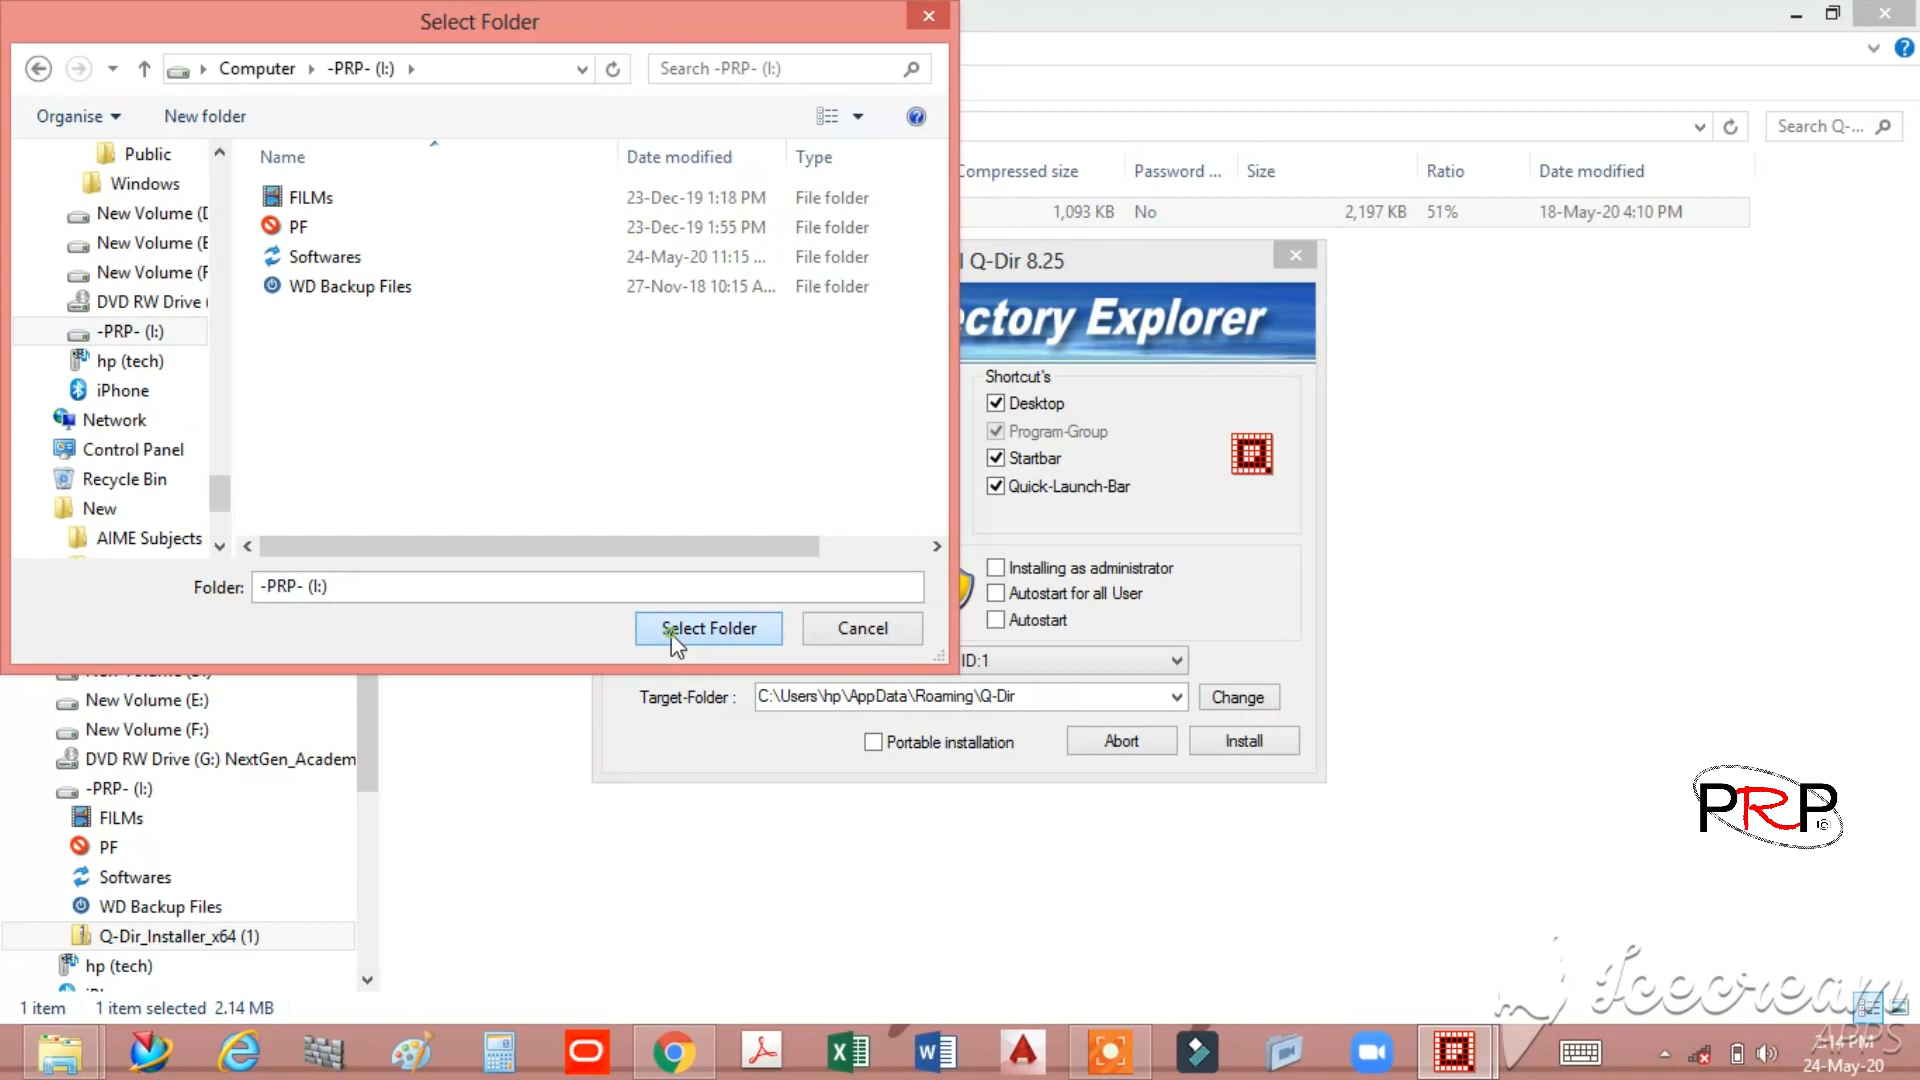 Select Folder
Computer
-PRP- (I:)
Search -PRP- (I:)
Organise
New folder
Name
Date modified
Type
FILMs
23-Dec-19 1:18 PM
File folder
PF
23-Dec-19 1:55 PM
File folder
Softwares
24-May-20 11:15 ...
File folder
WD Backup Files
27-Nov-18 10:15 A...
File folder
Public
Windows
New Volume (D
New Volume (E
New Volume (F
DVD RW Drive (
-PRP- (I:)
hp (tech)
iPhone
Network
Control Panel
Recycle Bin
New
AIME Subjects
Folder:
-PRP- (I:)
Select Folder
Cancel
Search Q-...
Compressed size
Password ...
Size
Ratio
Date modified
1,093 KB
No
2,197 KB
51%
18-May-20 4:10 PM
Q-Dir 8.25
ectory Explorer
Shortcut's
Desktop
Program-Group
Startbar
Quick-Launch-Bar
Installing as administrator
Autostart for all User
Autostart
ID:1
Target-Folder :
C:\Users\hp\AppData\Roaming\Q-Dir
Change
Portable installation
Abort
Install
New Volume (E:)
New Volume (F:)
DVD RW Drive (G:) NextGen_Academ
-PRP- (I:)
FILMs
PF
Softwares
WD Backup Files
Q-Dir_Installer_x64 (1)
hp (tech)
1 item
1 item selected 2.14 MB
PRP
©
Icecream
APPS
2:14 PM
24-May-20